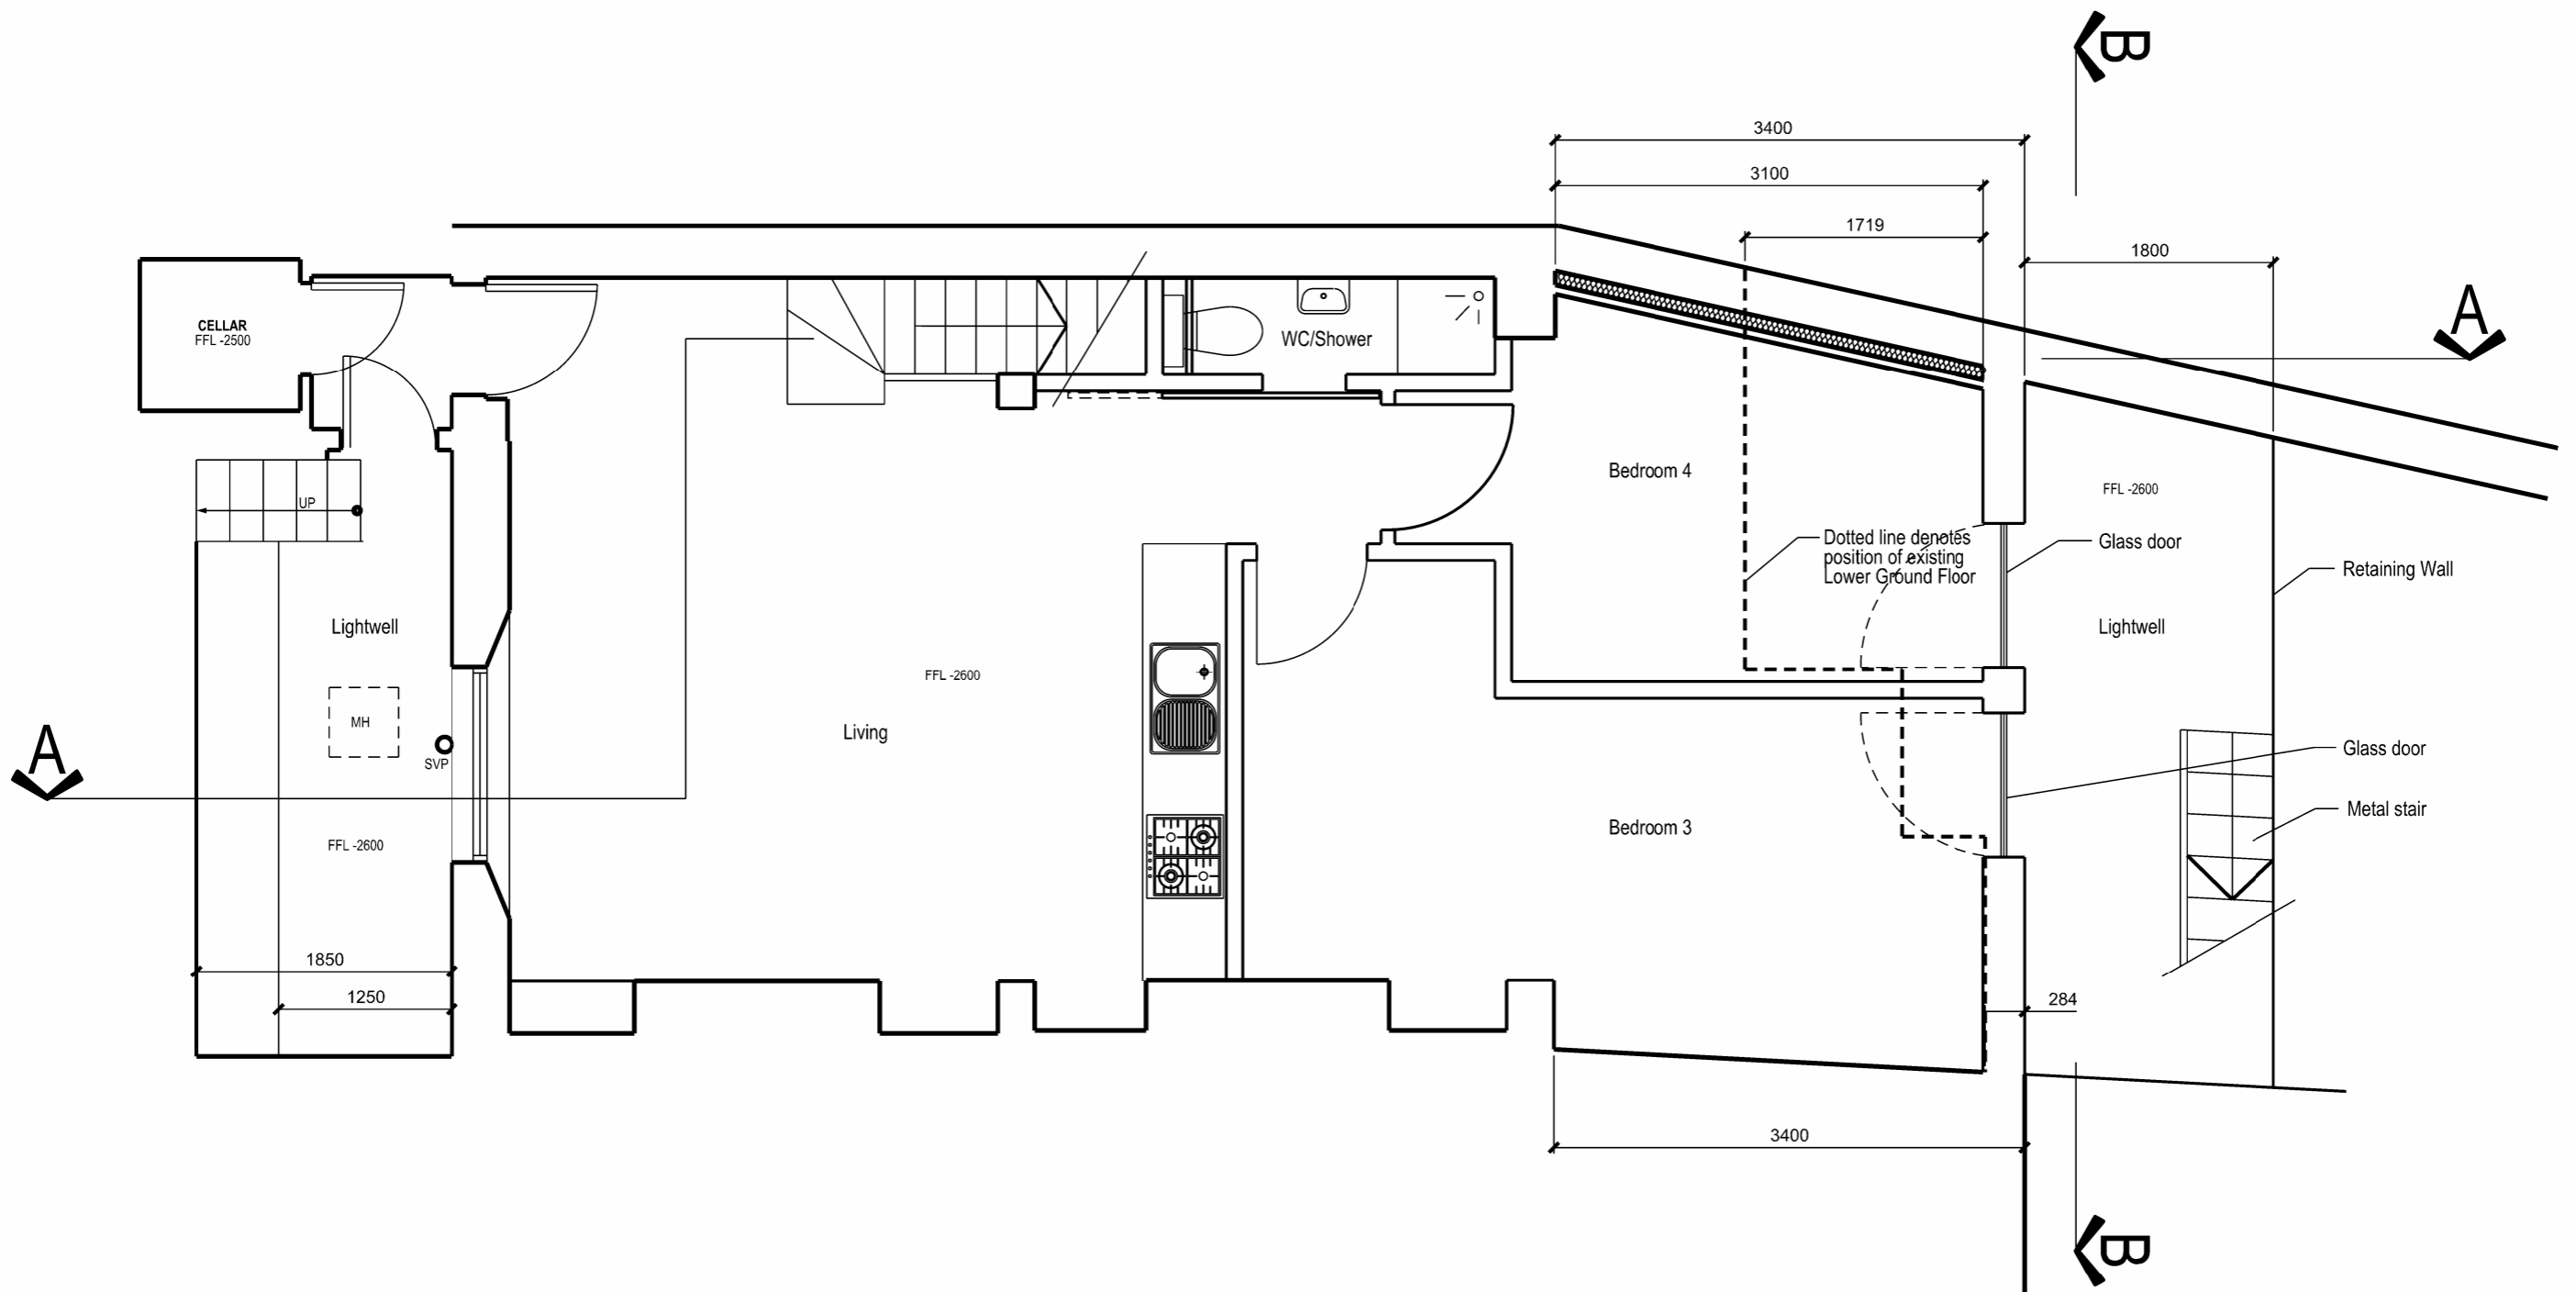 B
3400
3100
1719
1800
A
CELLAR
FFL -2500
WC/Shower
Bedroom 4
FFL -2600
UP
Dotted line denotes
position of existing
Lower Ground Floor
Glass door
Retaining Wall
Lightwell
Lightwell
FFL -2600
MH
SVP
Living
A
Glass door
Metal stair
Bedroom 3
FFL -2600
1850
1250
284
3400
B